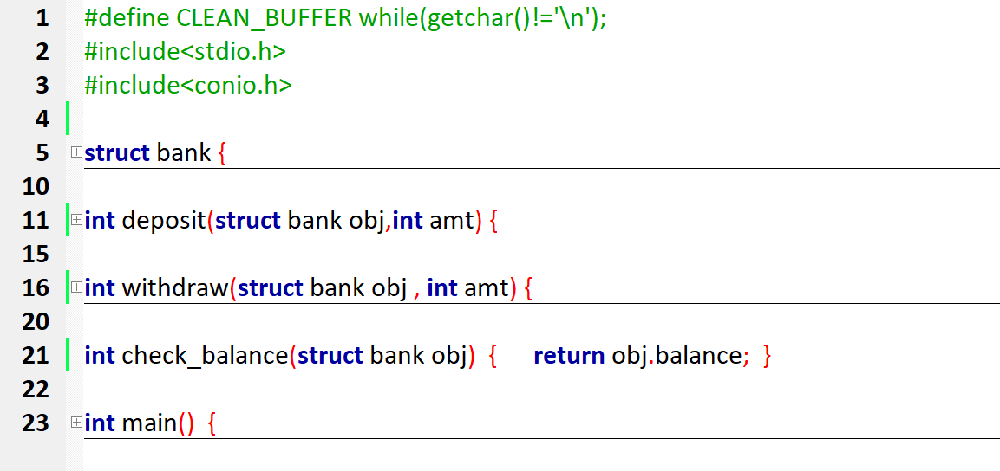 1 #define CLEAN_BUFFER while(getchar()!='\n');
2 #include<stdio.h>
3 #include<conio.h>
4
5 struct bank {
10
11 int deposit(struct bank obj,int amt) {
15
16 int withdraw(struct bank obj , int amt) {
20
21 int check_balance(struct bank obj)  {     return obj.balance;  }
22
23 int main()  {